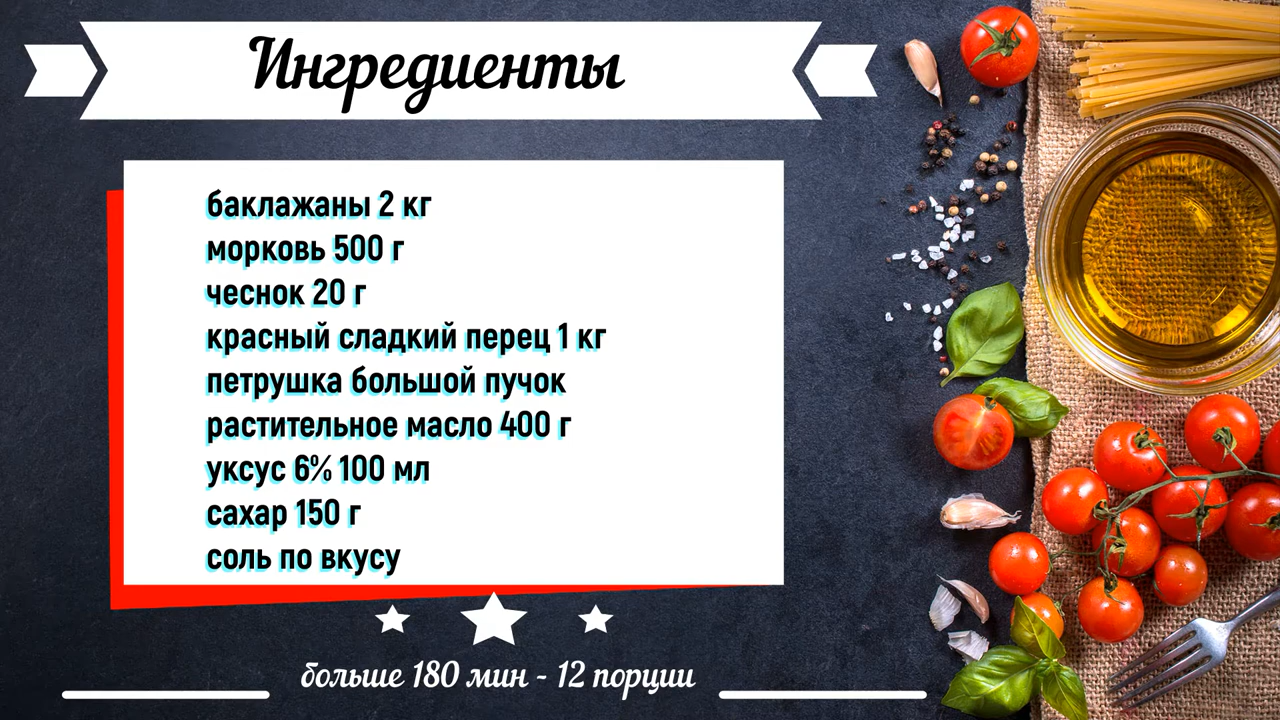 Ингредиенты
баклажаны 2 кг
морковь 500 г
чеснок 20 г
красный сладкий перец 1 кг
петрушка большой пучок
растительное масло 400 г
уксус 6% 100 мл
сахар 150 г
соль по вкусу
больше 180 мин - 12 порции